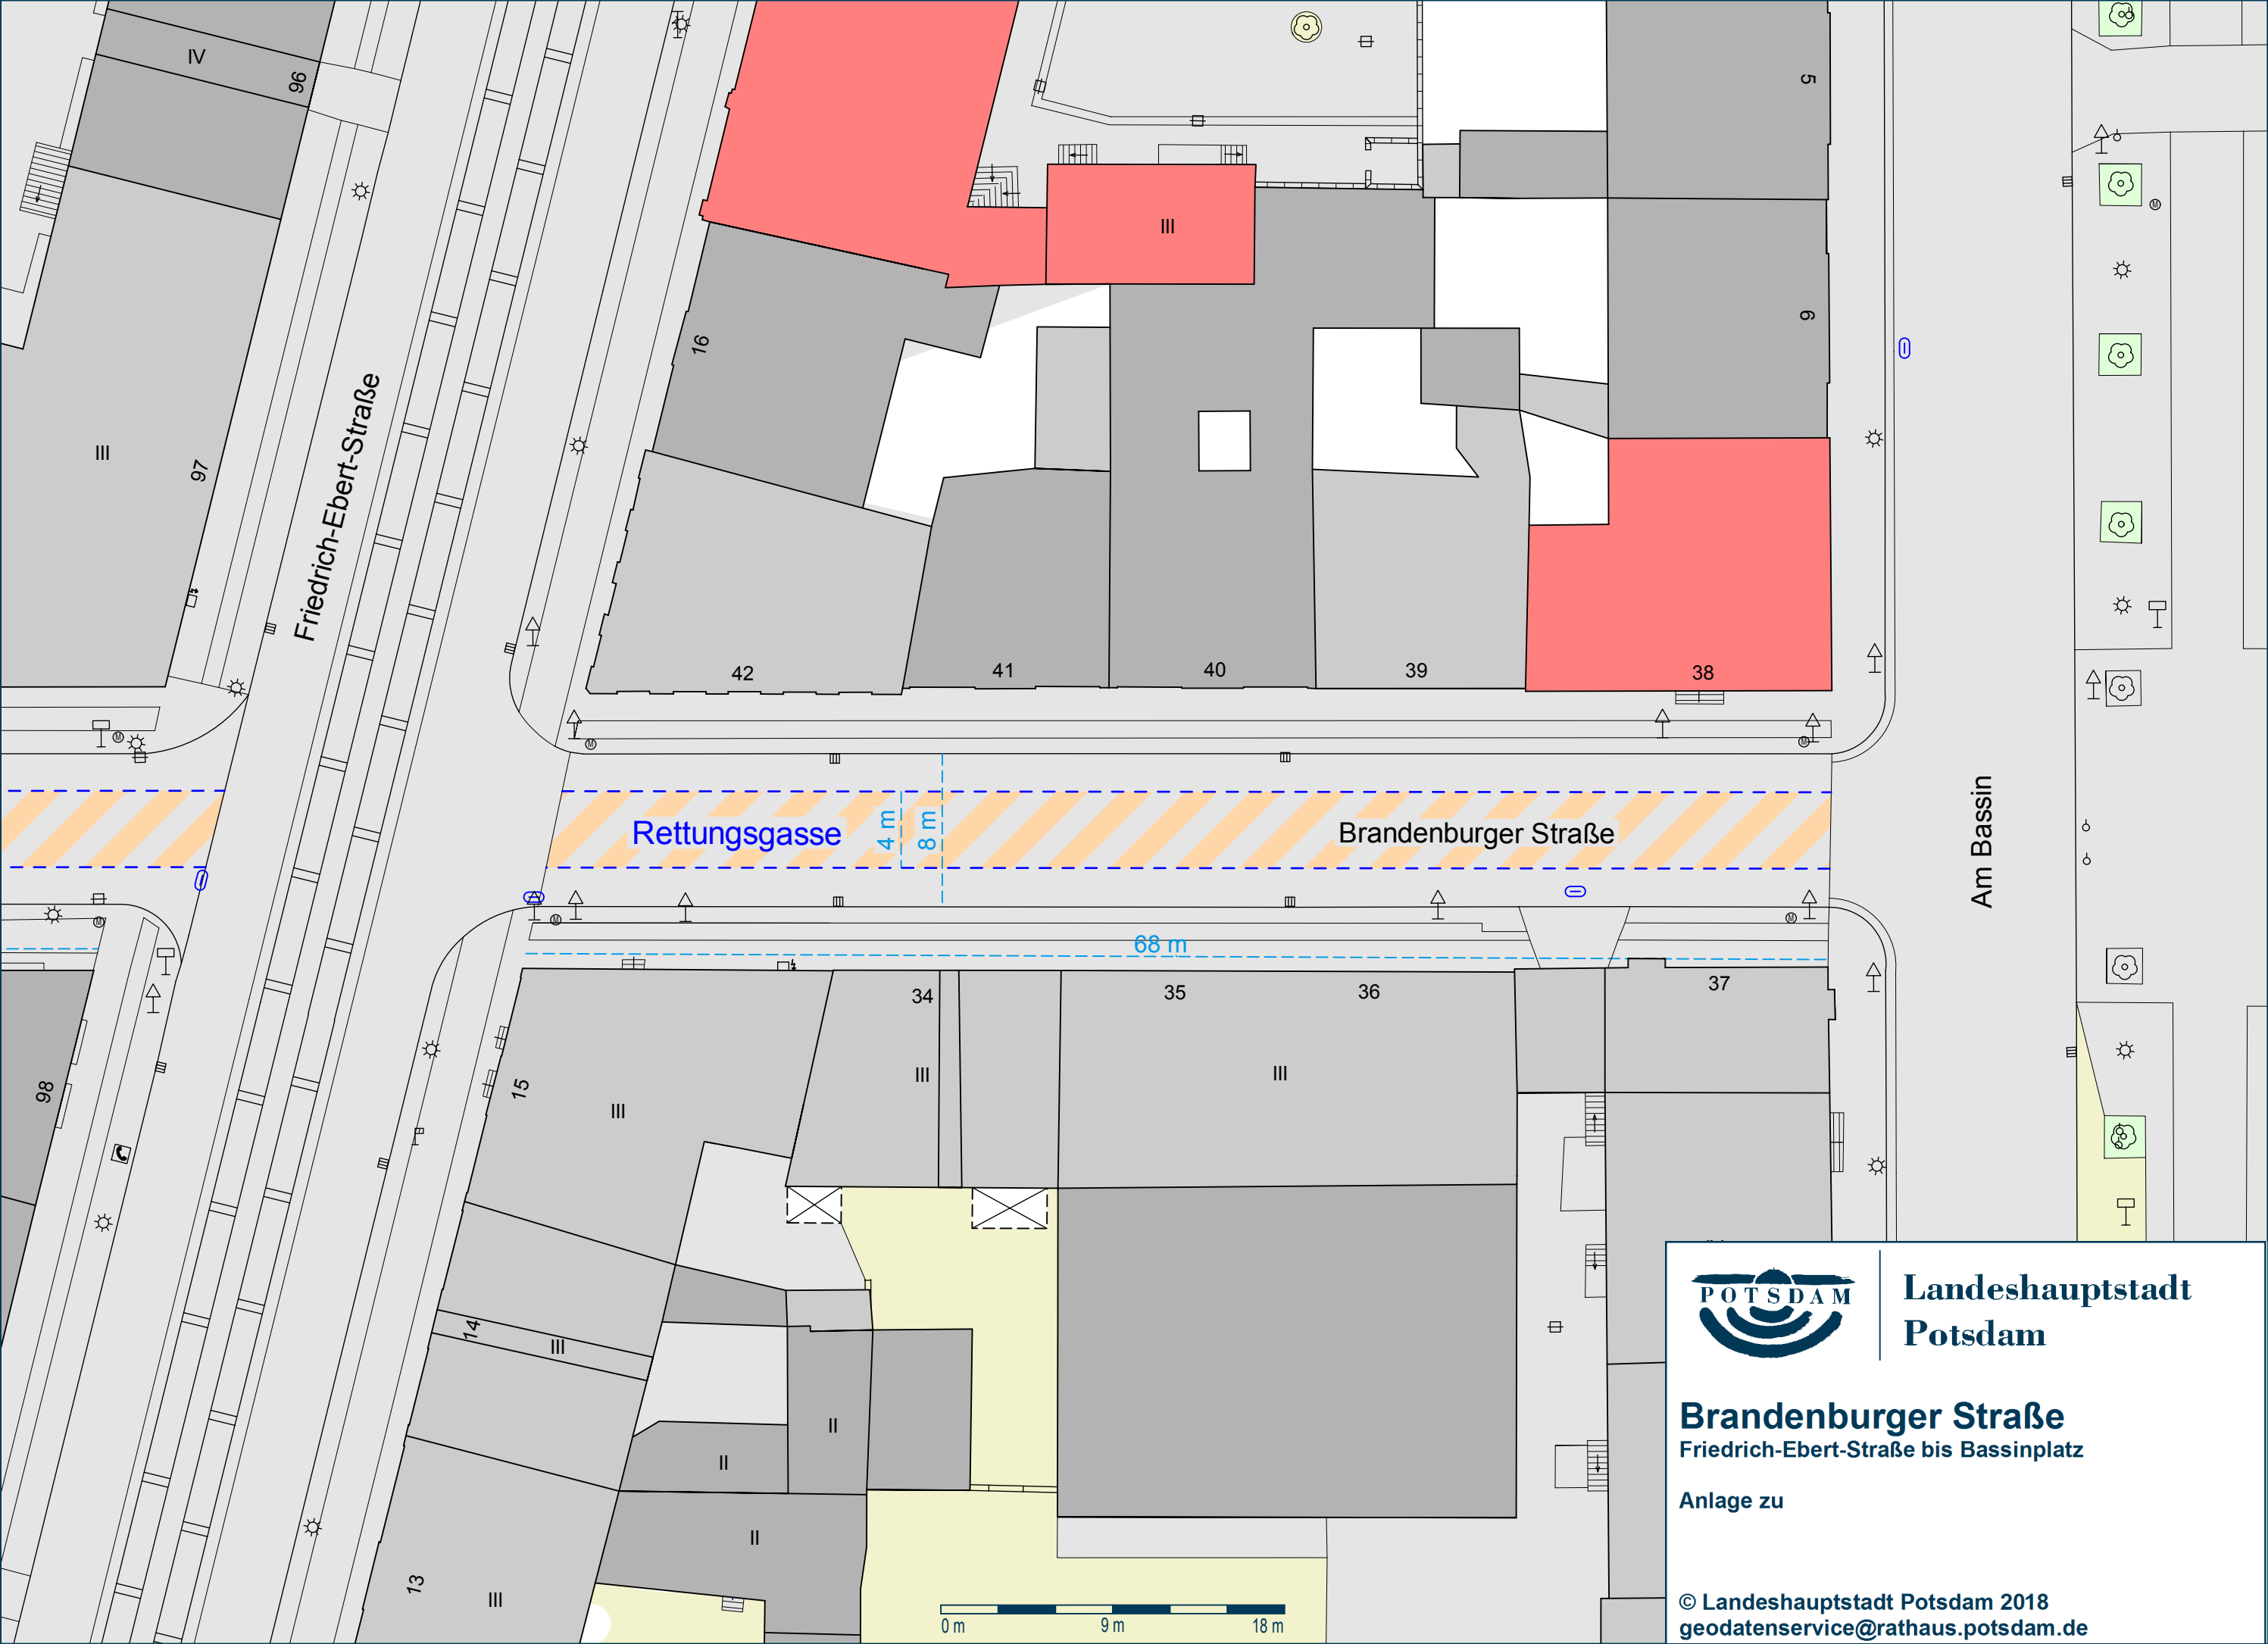 IV
96
5
III
16
6
III
97
Friedrich-Ebert-Straße
42
41
40
39
38
M
M
M
M
Rettungsgasse
4 m
8 m
Brandenburger Straße
Am Bassin
M
M
M
68 m
34
35
36
37
98
15
III
III
III
14
III
II
II
II
13
III
0 m
9 m
18 m
POTSDAM
Landeshauptstadt
Potsdam
Brandenburger Straße
Friedrich-Ebert-Straße bis Bassinplatz
Anlage zu
© Landeshauptstadt Potsdam 2018
geodatenservice@rathaus.potsdam.de